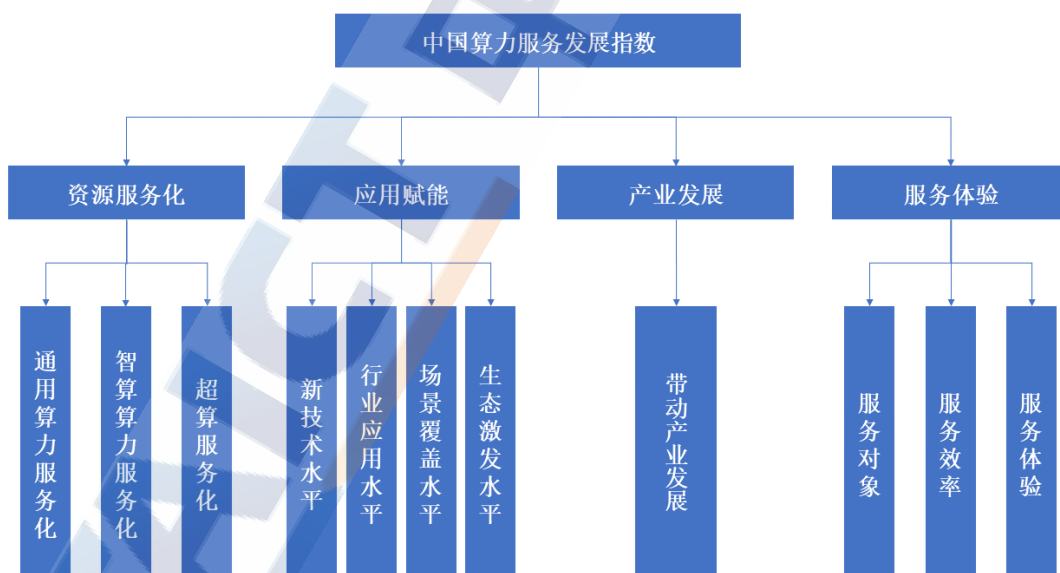 中国算力服务发展指数
资源服务化
应用赋能
产业发展
服务体验
通用算力服务化
智算算力服务化
超算服务化
新技术水平
行业应用水平
场景覆盖水平
生态激发水平
带动产业发展
服务对象
服务效率
服务体验